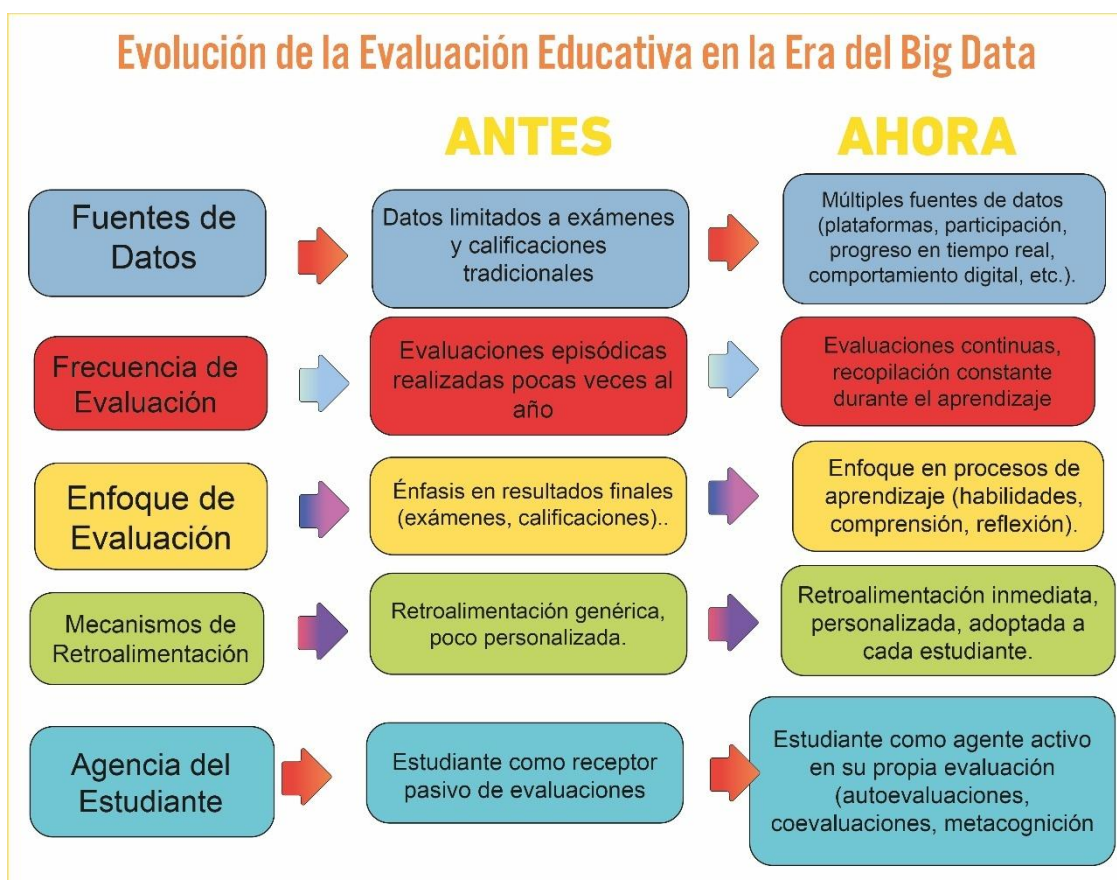 Evolución de la Evaluación Educativa en la Era del Big Data
ANTES
AHORA
Fuentes de
Datos
Datos limitados a exámenes
y calificaciones
tradicionales
Múltiples fuentes de datos
(plataformas, participación,
progreso en tiempo real,
comportamiento digital, etc.).
Frecuencia de
Evaluación
Evaluaciones episódicas
realizadas pocas veces al
año
Evaluaciones continuas,
recopilación constante
durante el aprendizaje
Enfoque de
Evaluación
Énfasis en resultados finales
(exámenes, calificaciones)..
Enfoque en procesos de
aprendizaje (habilidades,
comprensión, reflexión).
Mecanismos de
Retroalimentación
Retroalimentación genérica,
poco personalizada.
Retroalimentación inmediata,
personalizada, adoptada a
cada estudiante.
Agencia del
Estudiante
Estudiante como receptor
pasivo de evaluaciones
Estudiante como agente activo
en su propia evaluación
(autoevaluaciones,
coevaluaciones, metacognición